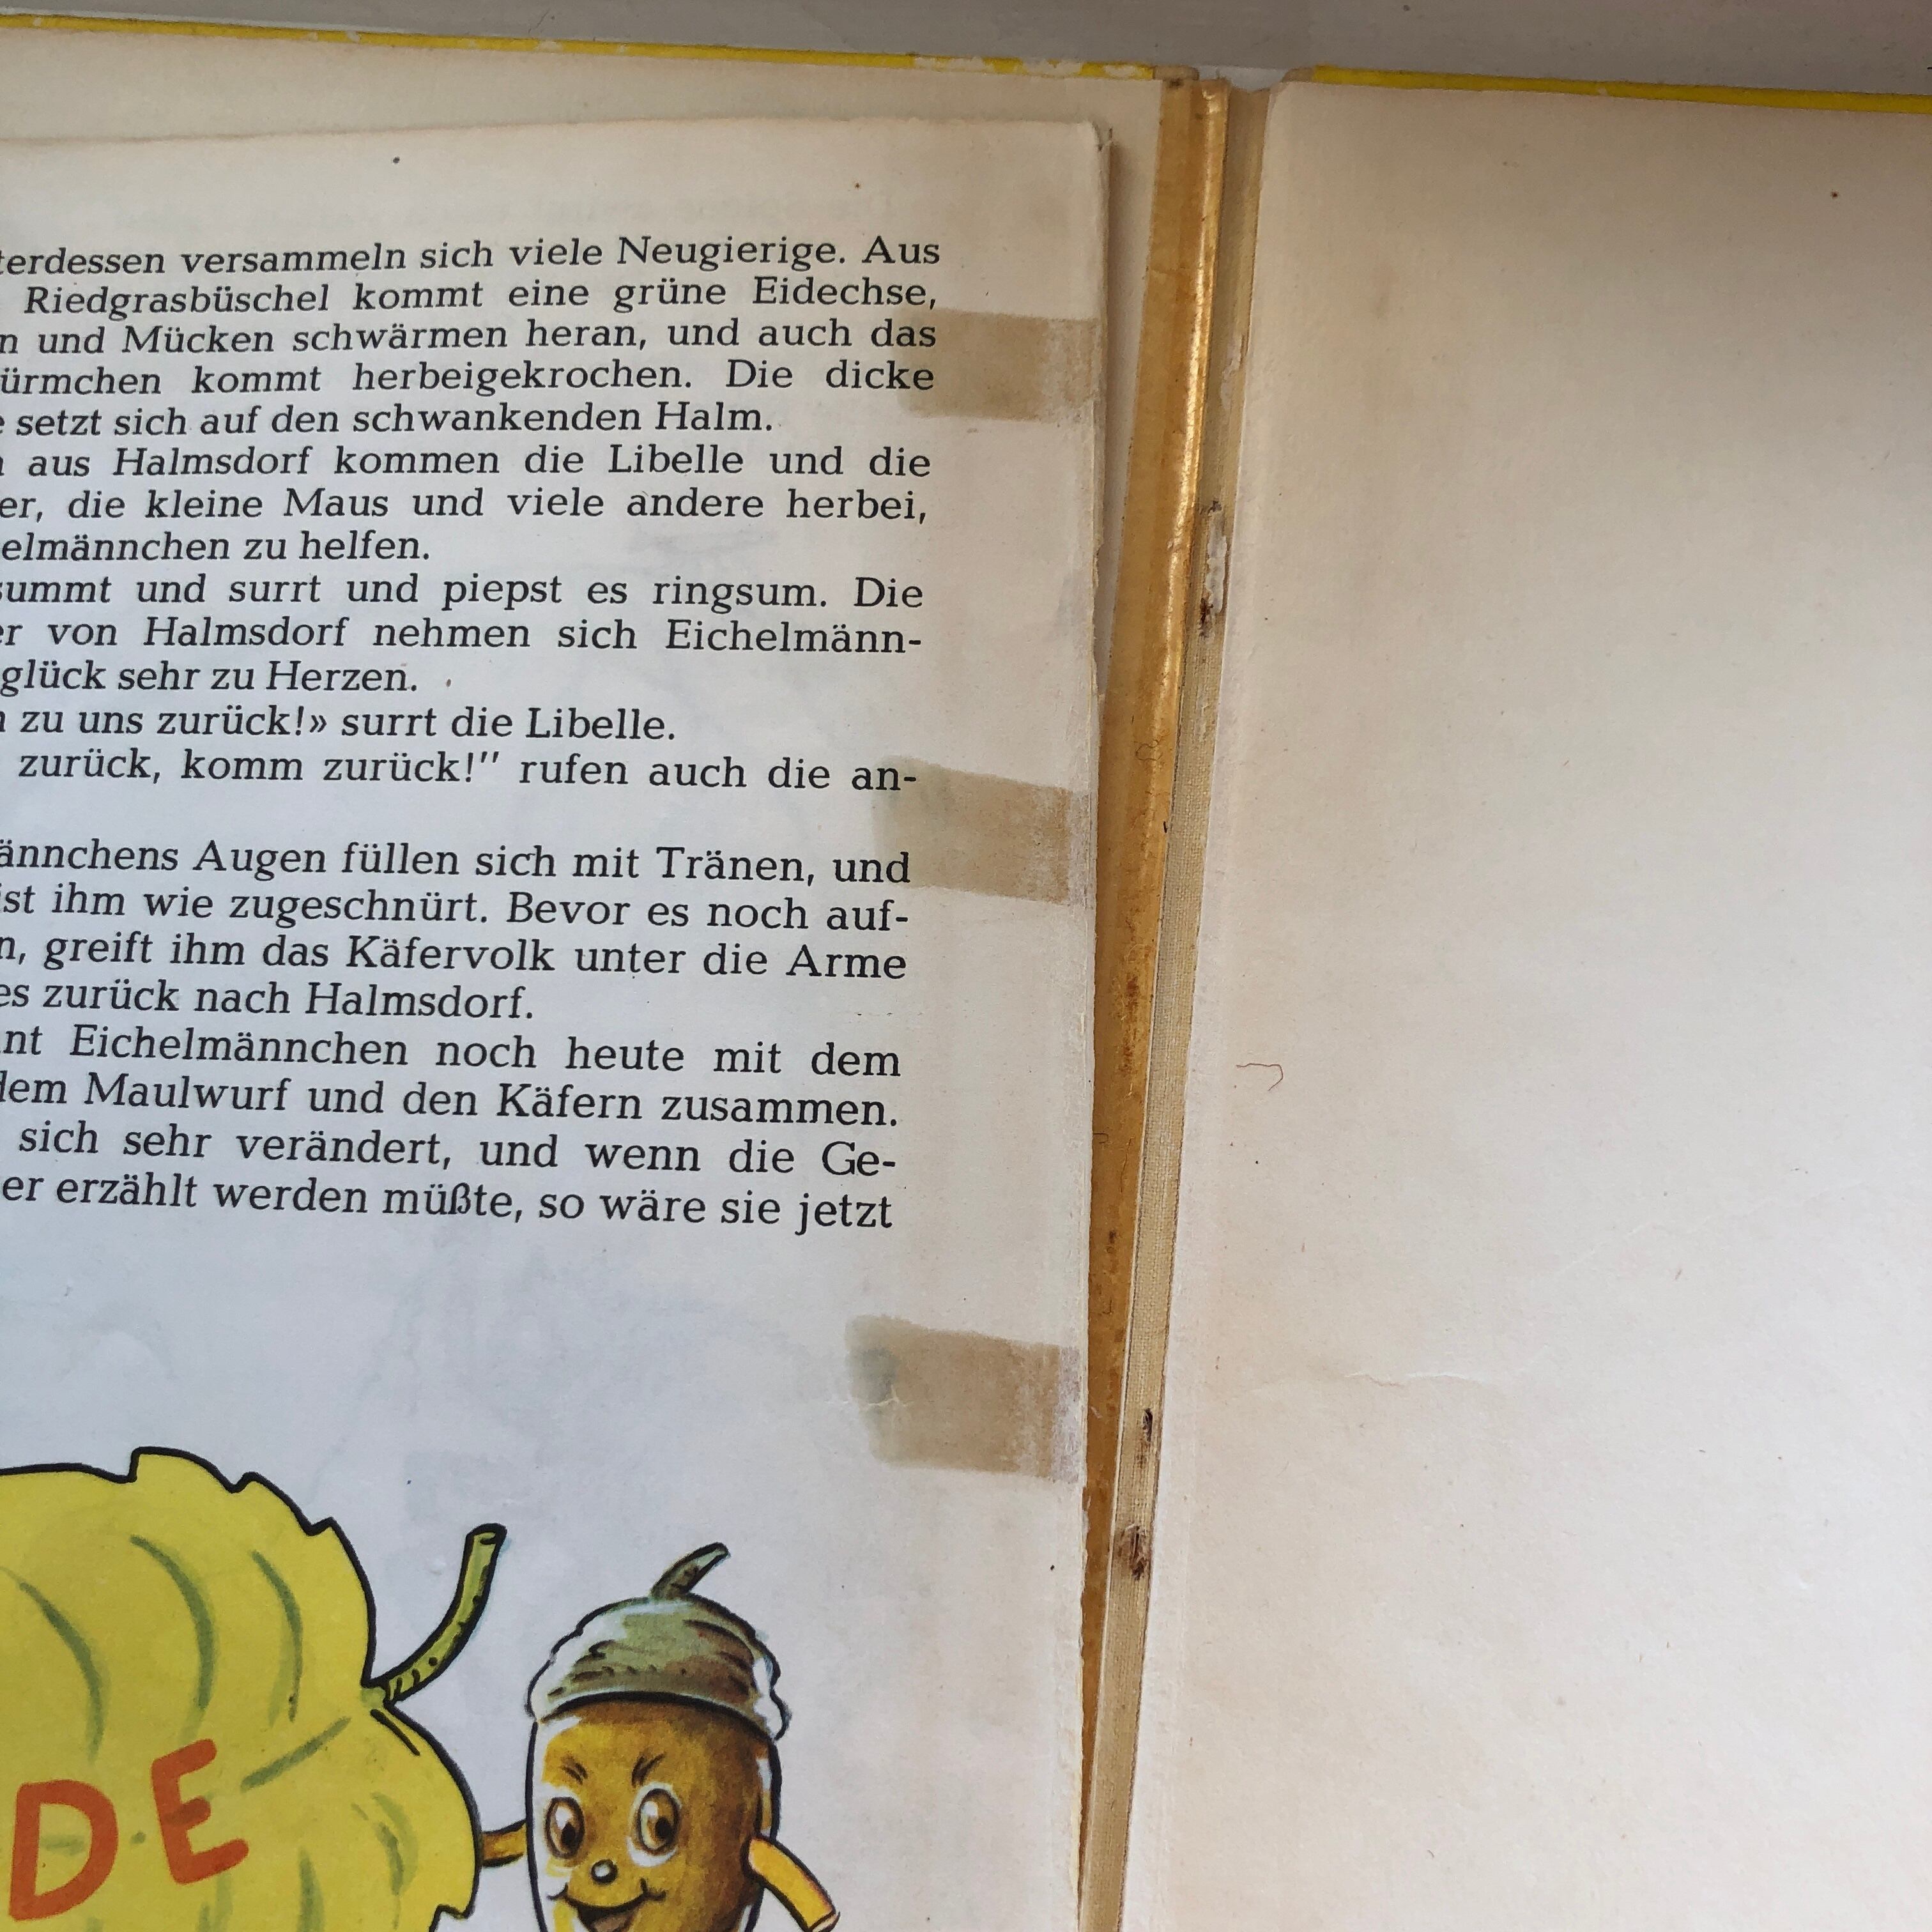 terdessen versammeln sich viele Neugierige. Aus
Riedgrasbüschel kommt eine grüne Eidechse,
n und Mücken schwärmen heran, und auch das
ürmchen kommt herbeigekrochen. Die dicke
e setzt sich auf den schwankenden Halm.
aus Halmsdorf kommen die Libelle und die
er, die kleine Maus und viele andere herbei,
elmännchen zu helfen.
summt und surrt und piepst es ringsum. Die
er von Halmsdorf nehmen sich Eichelmänn-
glück sehr zu Herzen.
zu uns zurück!» surrt die Libelle.
zurück, komm zurück!" rufen auch die an-
ännchens Augen füllen sich mit Tränen, und
ist ihm wie zugeschnürt. Bevor es noch auf-
n, greift ihm das Käfervolk unter die Arme
es zurück nach Halmsdorf.
nt Eichelmännchen noch heute mit dem
dem Maulwurf und den Käfern zusammen.
sich sehr verändert, und wenn die Ge-
er erzählt werden müßte, so wäre sie jetzt
DE